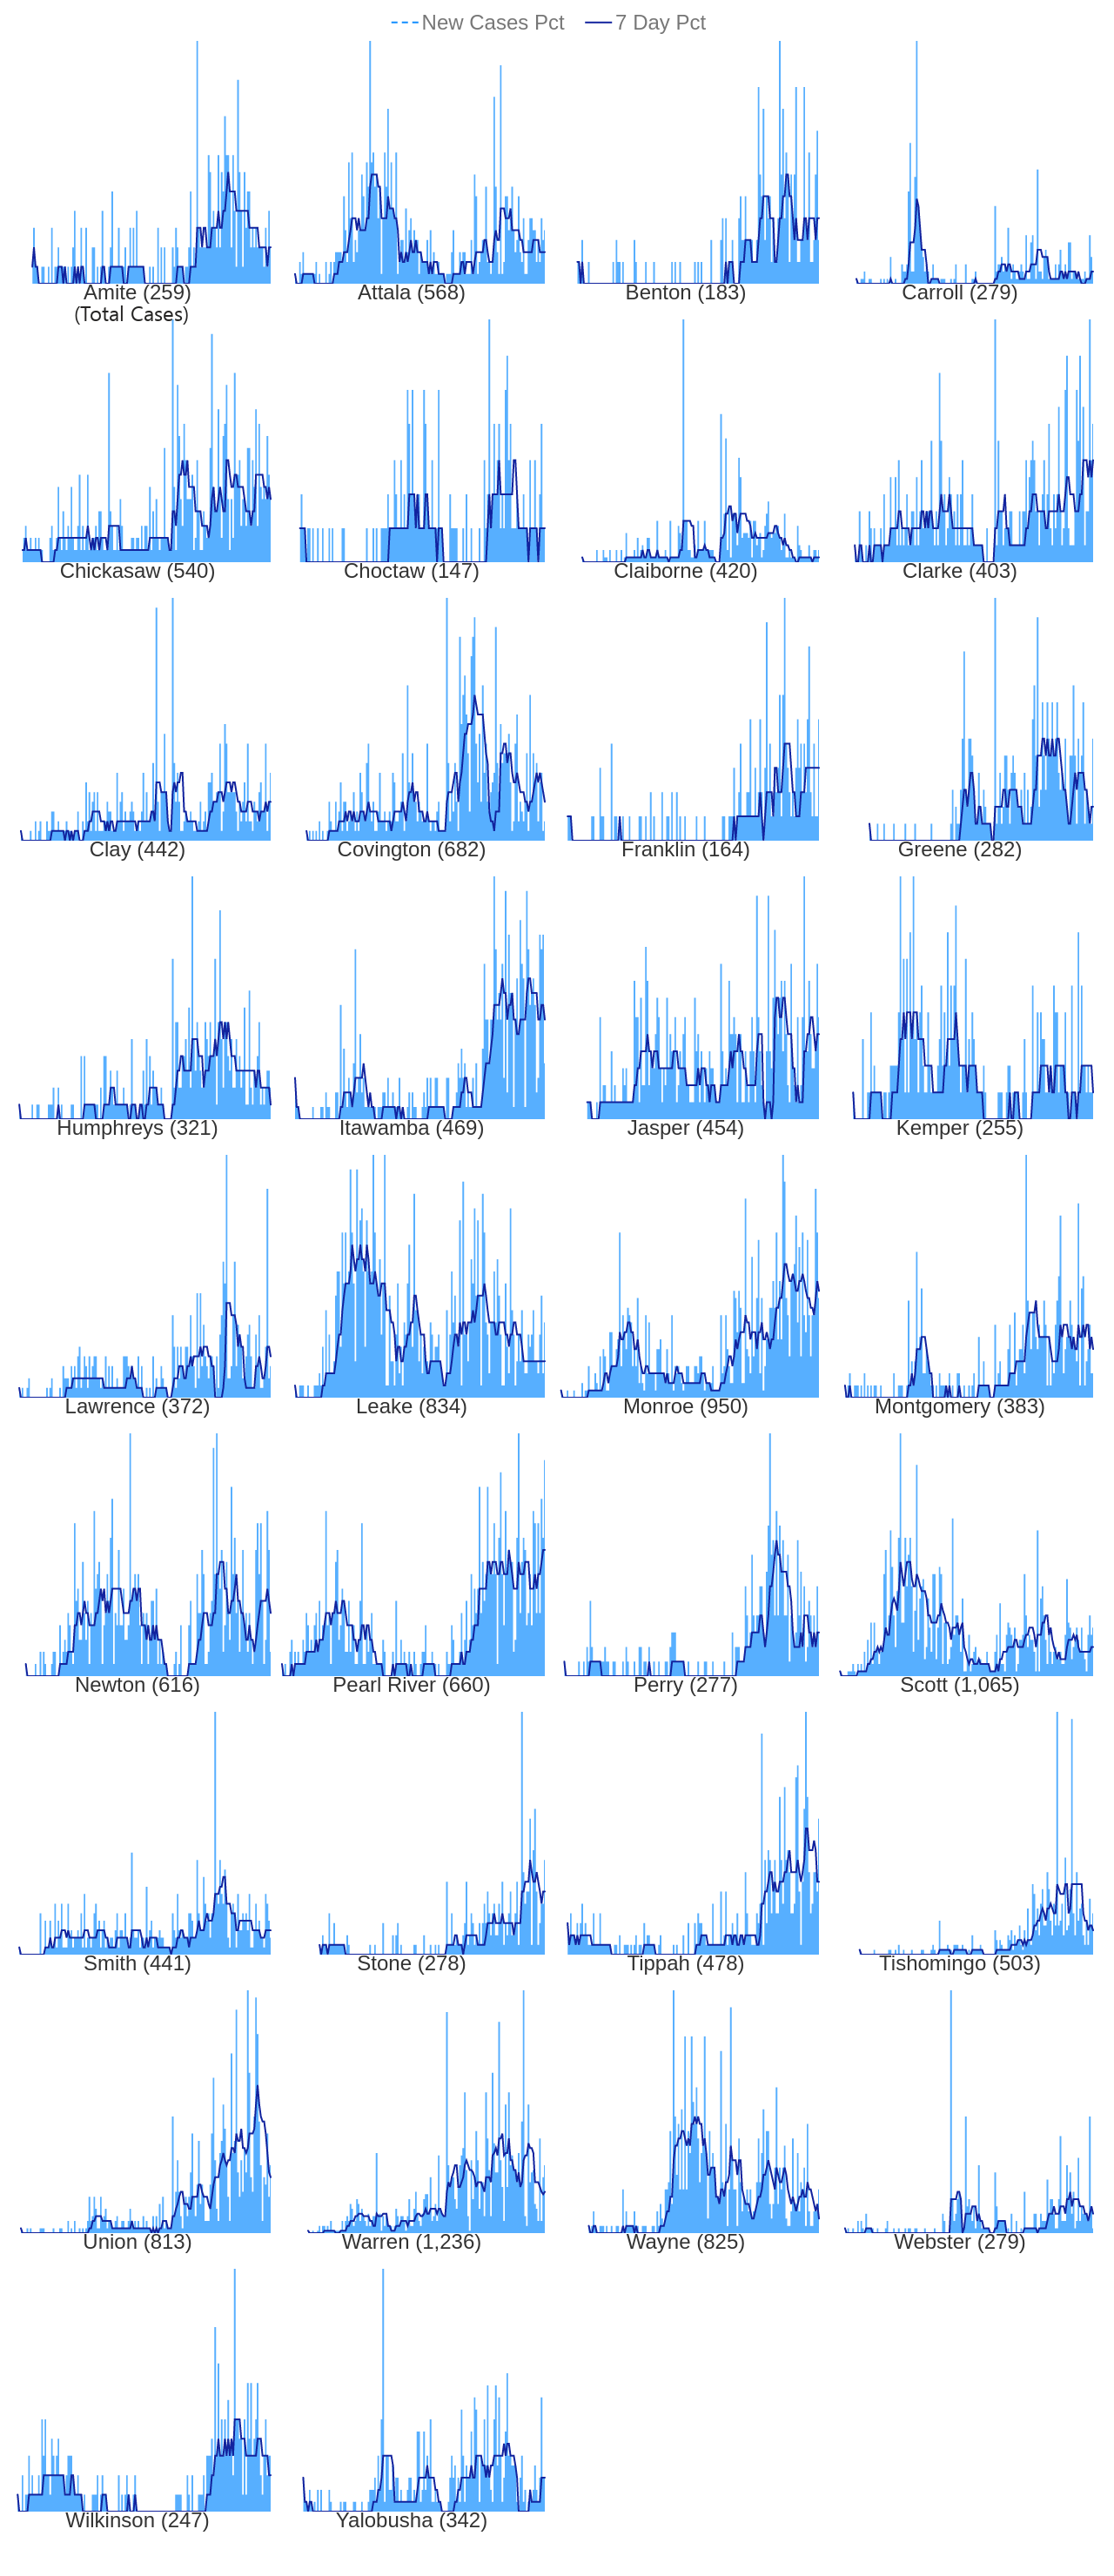 New Cases Pct 7 Day Pct
Amite (259) Attala (568) Benton (183) Carroll (279)
(Total Cases)
Chickasaw (540) Choctaw (147) Claiborne (420) Clarke (403)
Clay (442) Covington (682) Franklin (164) Greene (282)
Humphreys (321) Itawamba (469) Jasper (454) Kemper (255)
Lawrence (372) Leake (834) Monroe (950) Montgomery (383)
Newton (616) Pearl River (660) Perry (277) Scott (1,065)
Smith (441) Stone (278) Tippah (478) Tishomingo (503)
Union (813) Warren (1,236) Wayne (825) Webster (279)
Wilkinson (247) Yalobusha (342)